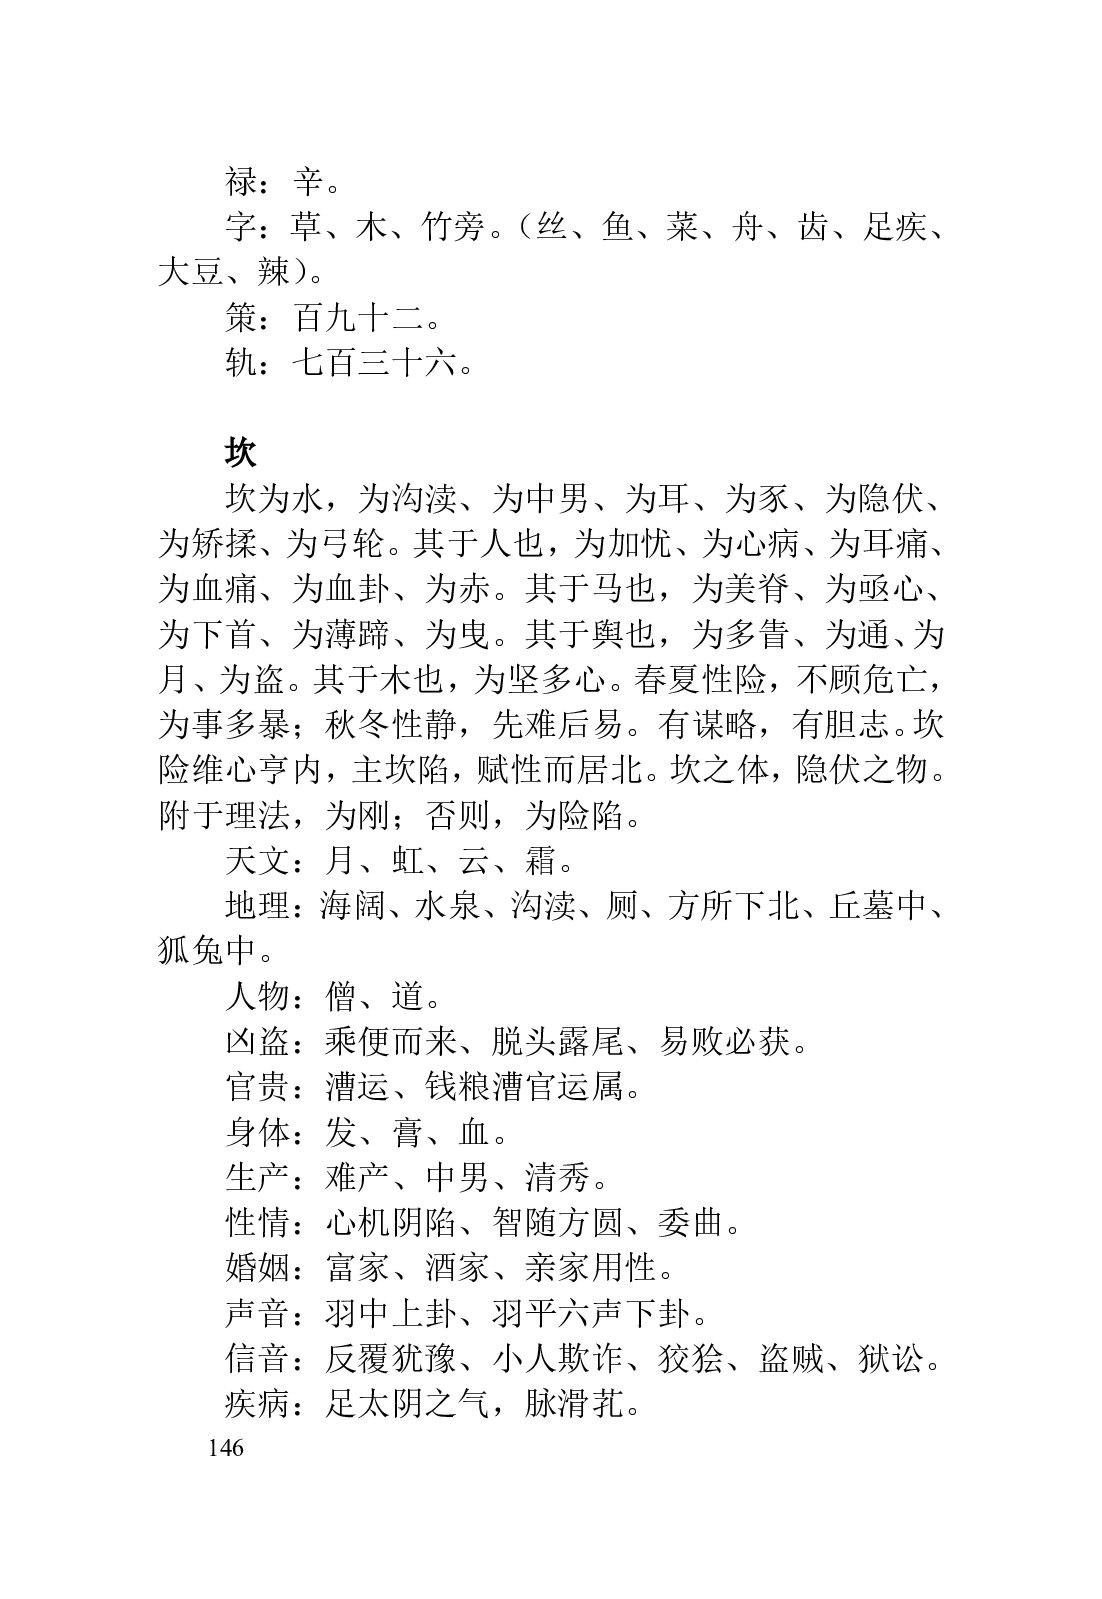 禄：辛。
字：草、木、竹旁。（丝、鱼、菜、舟、齿、足疾、
大豆、辣）。
策：百九十二。
轨：七百三十六。
坎
坎为水，为沟渎、为中男、为耳、为豕、为隐伏、
为矫揉、为弓轮。其于人也，为加忧、为心病、为耳痛、
为血痛、为血卦、为赤。其于马也，为美脊、为亟心、
为下首、为薄蹄、为曳。其于舆也，为多眚、为通、为
月、为盗。其于木也，为坚多心。春夏性险，不顾危亡，
为事多暴；秋冬性静，先难后易。有谋略，有胆志。坎
险维心亨内，主坎陷，赋性而居北。坎之体，隐伏之物。
附于理法，为刚；否则，为险陷。
天文：月、虹、云、霜。
地理：海阔、水泉、沟渎、厕、方所下北、丘墓中、
狐兔中。
人物：僧、道。
凶盗：乘便而来、脱头露尾、易败必获。
官贵：漕运、钱粮漕官运属。
身体：发、膏、血。
生产：难产、中男、清秀。
性情：心机阴陷、智随方圆、委曲。
婚姻：富家、酒家、亲家用性。
声音：羽中上卦、羽平六声下卦。
信音：反覆犹豫、小人欺诈、狡狯、盗贼、狱讼。
疾病：足太阴之气，脉滑芤。
146